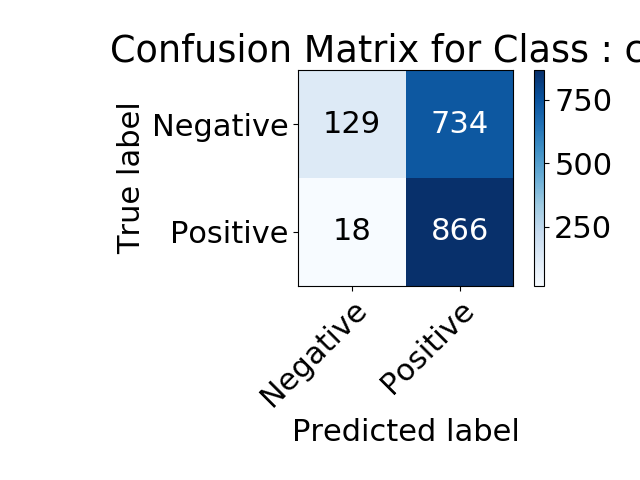 Confusion Matrix for Class : c
True label
Negative 129 734
Positive 18 866
750
500
250
Negative Positive
Predicted label